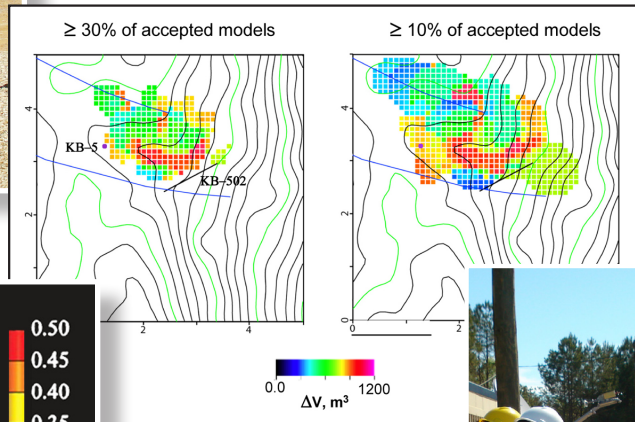 ≥ 30% of accepted models
≥ 10% of accepted models
4
4
KB–5
KB–502
2
2
0
2
4
2
0.50
0.45
0.40
0.0
1200
ΔV, m³